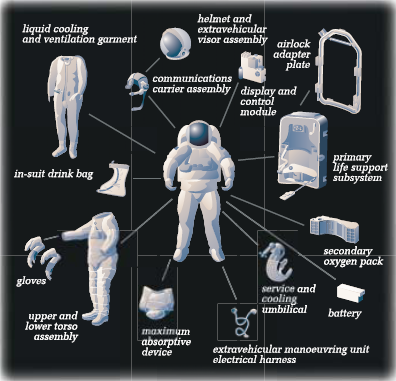 liquid cooling
and ventilation garment
helmet and
extravehicular
visor assembly
airlock
adapter
plate
communications
carrier assembly
display and
control
module
in-suit drink bag
primary
life support
subsystem
secondary
oxygen pack
gloves
service and
cooling
umbilical
battery
upper and
lower torso
assembly
maximum
absorptive
device
extravehicular manoeuvring unit
electrical harness